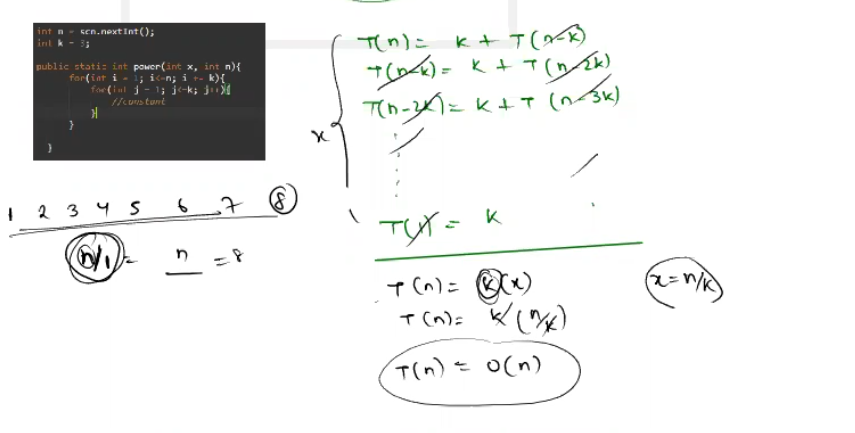 int n = scn.nextInt();
int k = 3;
public static int power(int x, int n){
for(int i = 1; i<=n; i += k){
for(int j = 1; j<=k; j++){
//constant
}
}
}
T(n) = k + T(n-k)
T(n-k) = k + T(n-2k)
T(n-2k) = k + T(n-3k)
x
T(1) = k
1 2 3 4 5 6 7 8
n/1 = n = 8
T(n) = k(x)
x = n/k
T(n) = k(n/k)
T(n) = O(n)